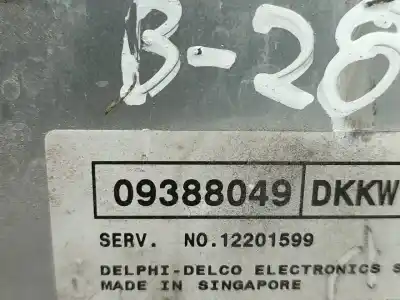 B-28
09388049 DKKW
SERV. NO.12201599
DELPHI-DELCO ELECTRONICS S
MADE IN SINGAPORE